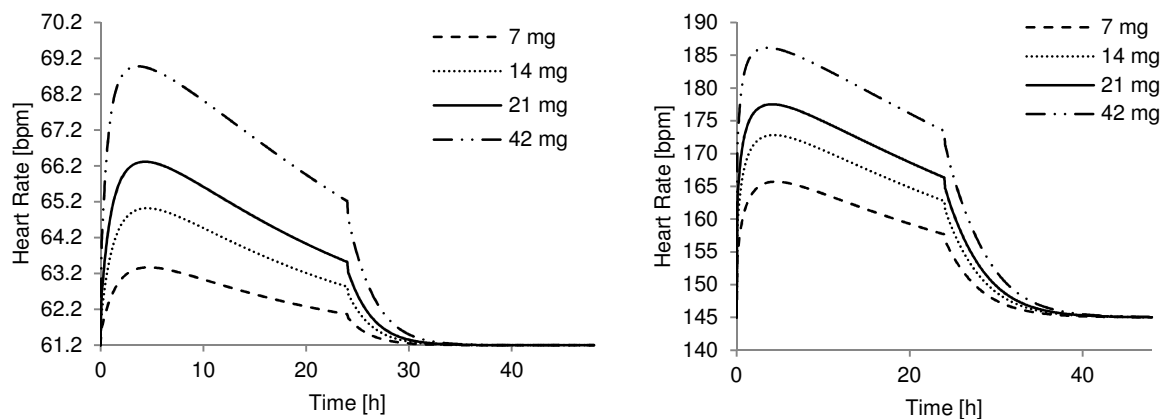 70.2
69.2
68.2
67.2
66.2
65.2
64.2
63.2
62.2
61.2
Heart Rate [bpm]
0 10 20 30 40
Time [h]
7 mg
14 mg
21 mg
42 mg
190
185
180
175
170
165
160
155
150
145
140
Heart Rate [bpm]
0 20 40
Time [h]
7 mg
14 mg
21 mg
42 mg